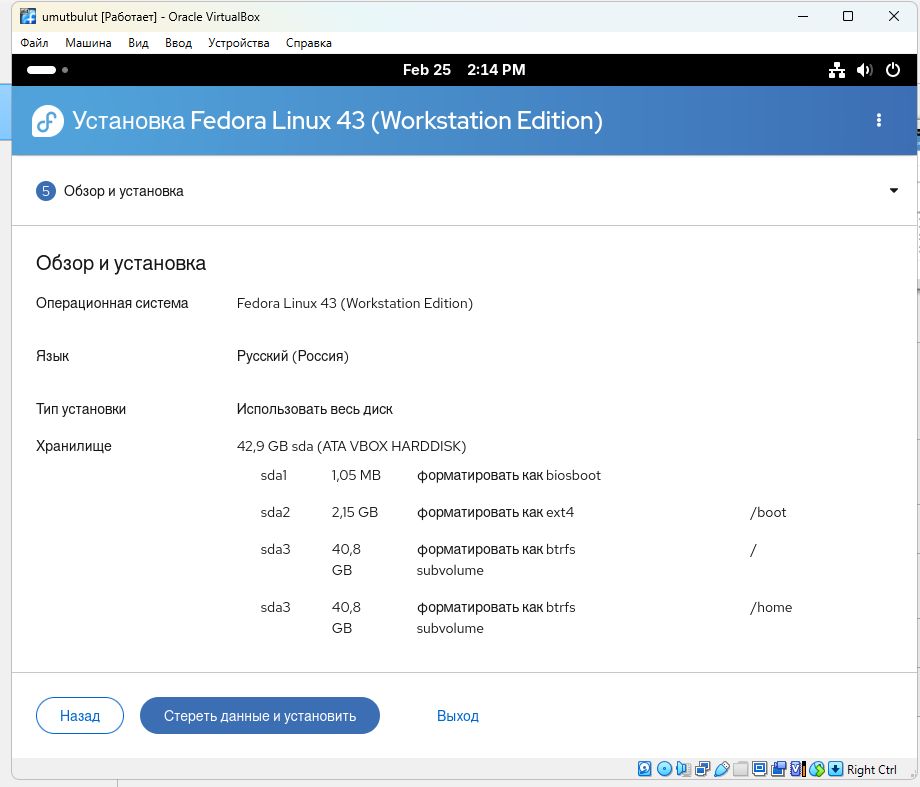 umutbulut [Работает] - Oracle VirtualBox
Файл Машина Вид Ввод Устройства Справка
Feb 25 2:14 PM
Установка Fedora Linux 43 (Workstation Edition)
5 Обзор и установка
Обзор и установка
Операционная система Fedora Linux 43 (Workstation Edition)
Язык Русский (Россия)
Тип установки Использовать весь диск
Хранилище 42,9 GB sda (ATA VBOX HARDDISK)
sda1 1,05 MB форматировать как biosboot
sda2 2,15 GB форматировать как ext4 /boot
sda3 40,8 форматировать как btrfs /
GB subvolume
sda3 40,8 форматировать как btrfs /home
GB subvolume
Назад Стереть данные и установить Выход
Right Ctrl